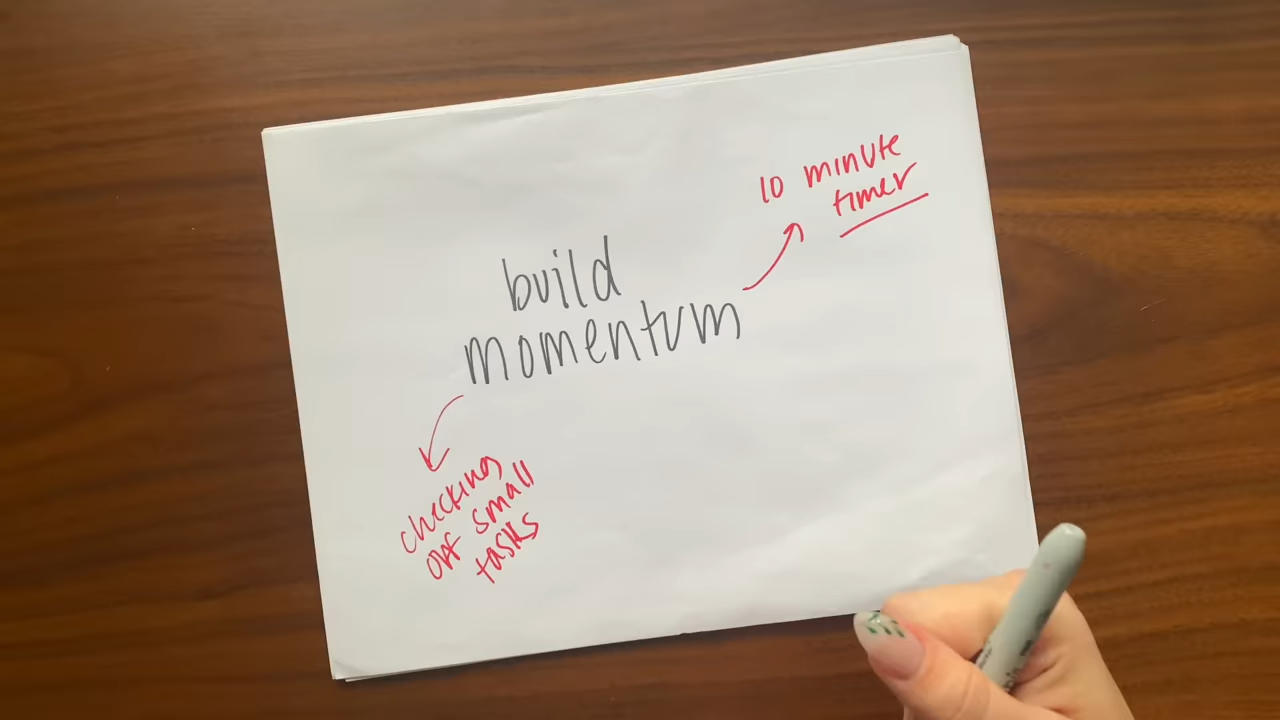 10 minute
timer
build
momentum
checking
off small
tasks